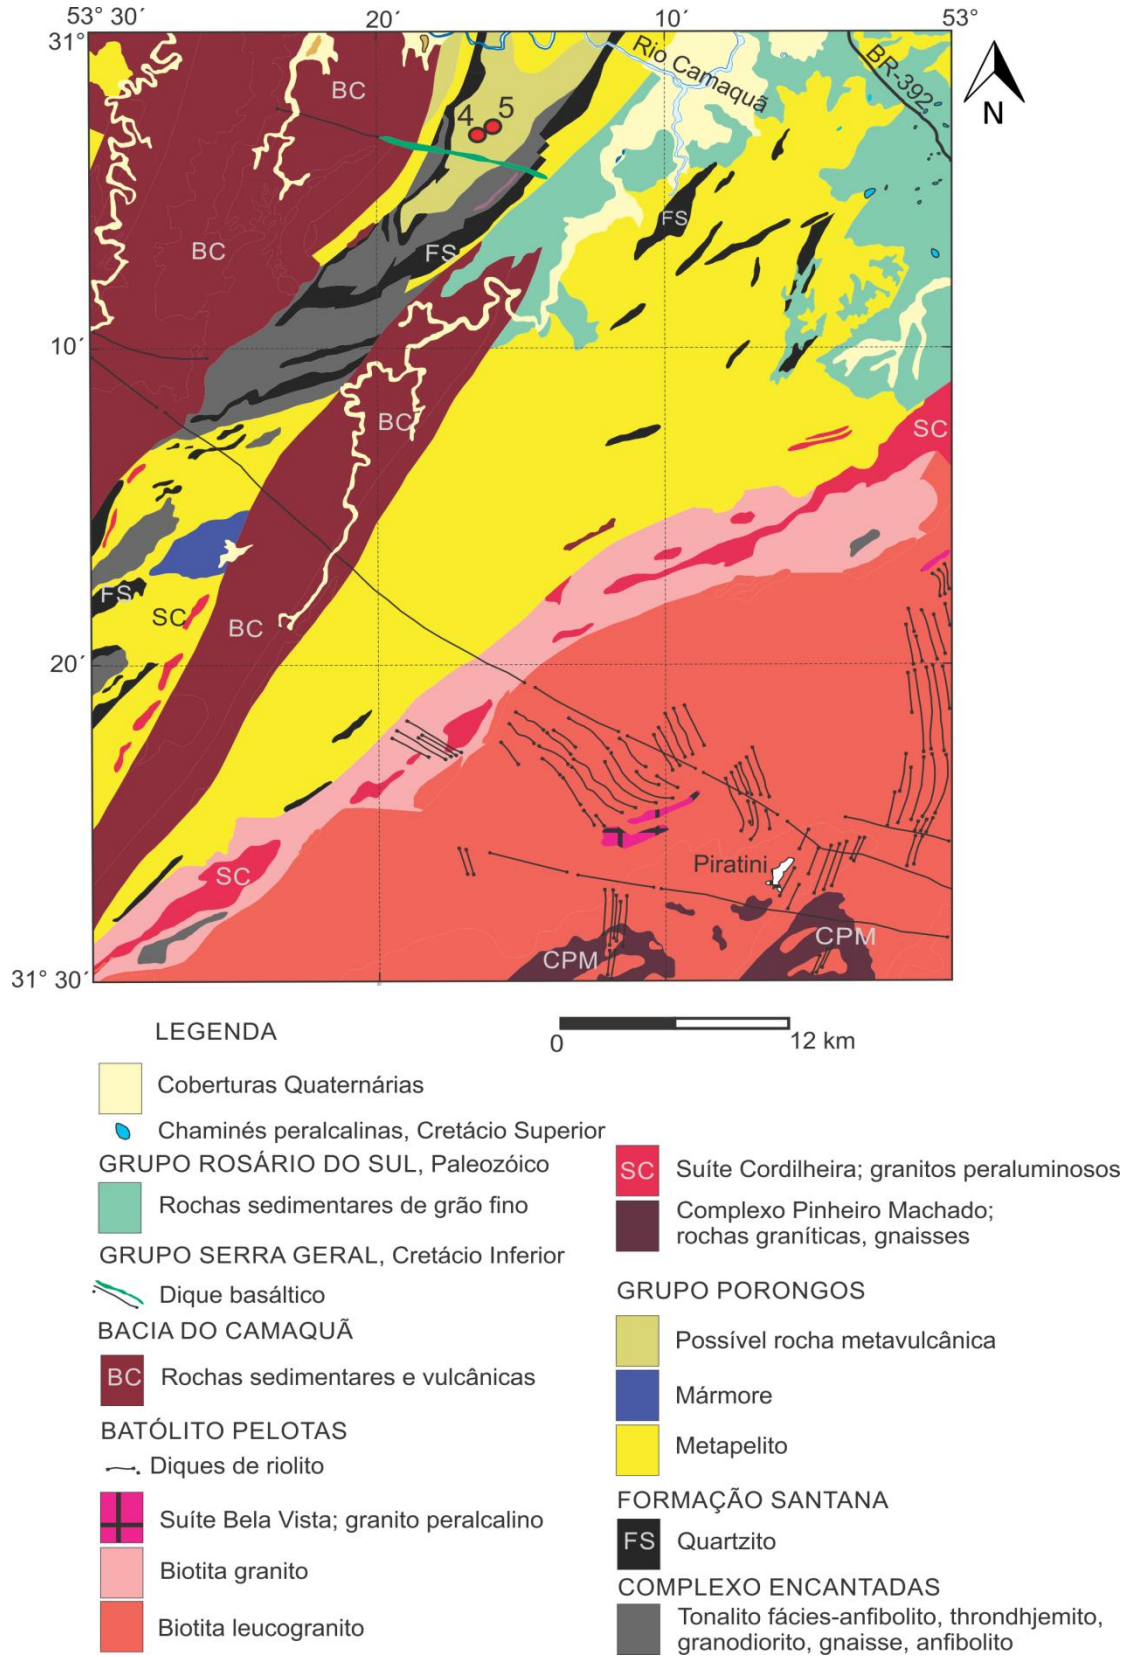 53° 30´ 20´ 10´ 53°
31°
Rio Camaquã
BR-392
N
BC
4 5
FS
BC
FS
10´
BC
SC
FS
SC
BC
20´
Piratini
SC
CPM
CPM
31° 30´
20´ 10´ 53°
LEGENDA
0 12 km
Coberturas Quaternárias
Chaminés peralcalinas, Cretácio Superior
GRUPO ROSÁRIO DO SUL, Paleozóico
Rochas sedimentares de grão fino
GRUPO SERRA GERAL, Cretácio Inferior
Dique basáltico
BACIA DO CAMAQUÃ
BC Rochas sedimentares e vulcânicas
BATÓLITO PELOTAS
Diques de riolito
Suíte Bela Vista; granito peralcalino
Biotita granito
Biotita leucogranito
SC Suíte Cordilheira; granitos peraluminosos
Complexo Pinheiro Machado;
rochas graníticas, gnaisses
GRUPO PORONGOS
Possível rocha metavulcânica
Mármore
Metapelito
FORMAÇÃO SANTANA
FS Quartzito
COMPLEXO ENCANTADAS
Tonalito fácies-anfibolito, throndhjemito,
granodiorito, gnaisse, anfibolito